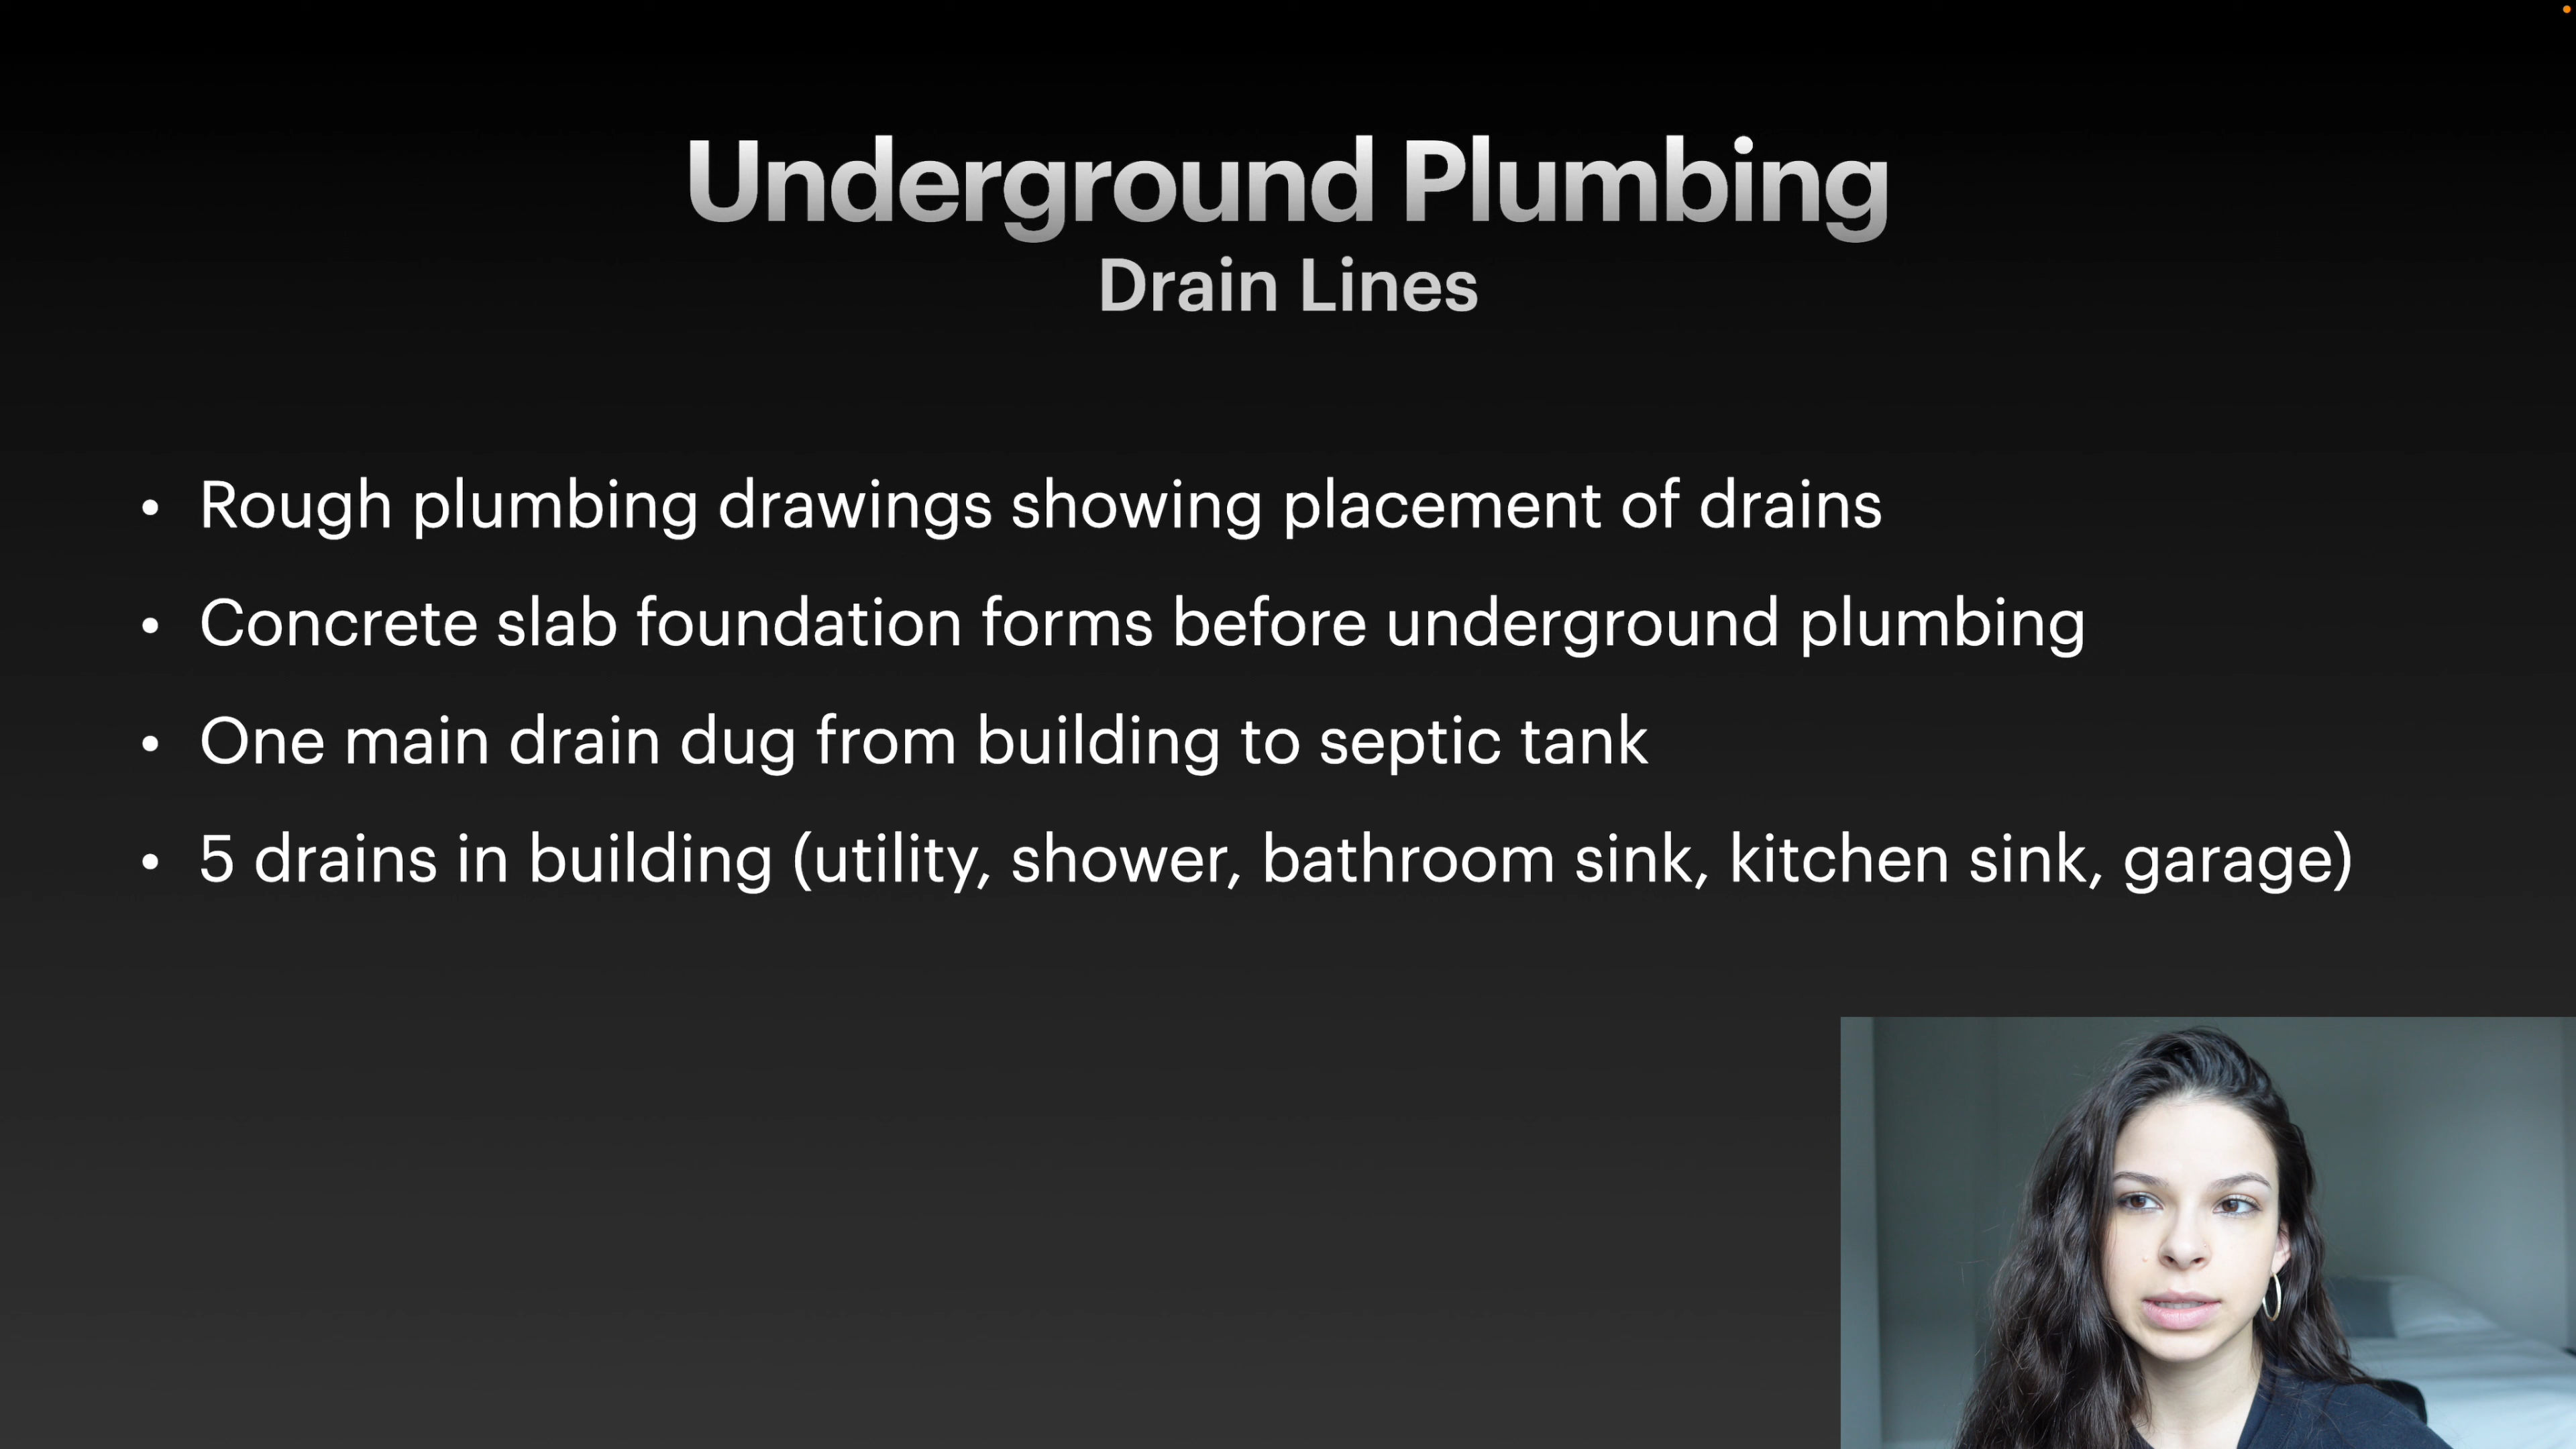 Underground Plumbing
Drain Lines
• Rough plumbing drawings showing placement of drains
• Concrete slab foundation forms before underground plumbing
• One main drain dug from building to septic tank
• 5 drains in building (utility, shower, bathroom sink, kitchen sink, garage)